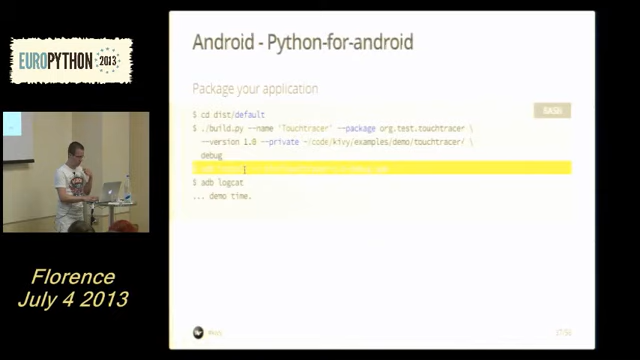 EUROPYTHON 2013
Florence
July 4 2013
Android - Python-for-android
Package your application
BASH
$ cd dist/default
$ ./build.py --name 'Touchtracer' --package org.test.touchtracer \
--version 1.0 --private ~/code/kivy/examples/demo/touchtracer/ \
debug
$ adb logcat
... demo time.